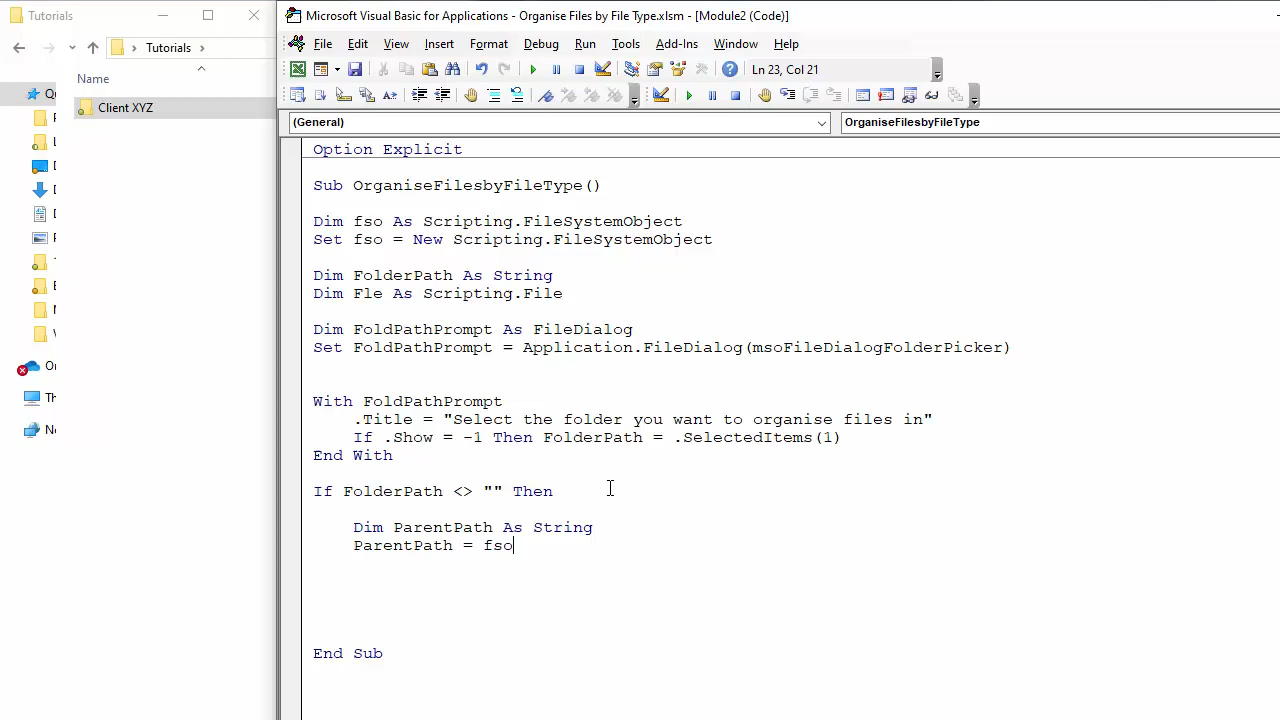 Tutorials
Microsoft Visual Basic for Applications - Organise Files by File Type.xlsm - [Module2 (Code)]
File Edit View Insert Format Debug Run Tools Add-Ins Window Help
Tutorials
Ln 23, Col 21
Name
Client XYZ
(General)
OrganiseFilesbyFileType
Option Explicit
Sub OrganiseFilesbyFileType()
Dim fso As Scripting.FileSystemObject
Set fso = New Scripting.FileSystemObject
Dim FolderPath As String
Dim Fle As Scripting.File
Dim FoldPathPrompt As FileDialog
Set FoldPathPrompt = Application.FileDialog(msoFileDialogFolderPicker)
With FoldPathPrompt
.Title = "Select the folder you want to organise files in"
If .Show = -1 Then FolderPath = .SelectedItems(1)
End With
If FolderPath <> "" Then
Dim ParentPath As String
ParentPath = fso
End Sub